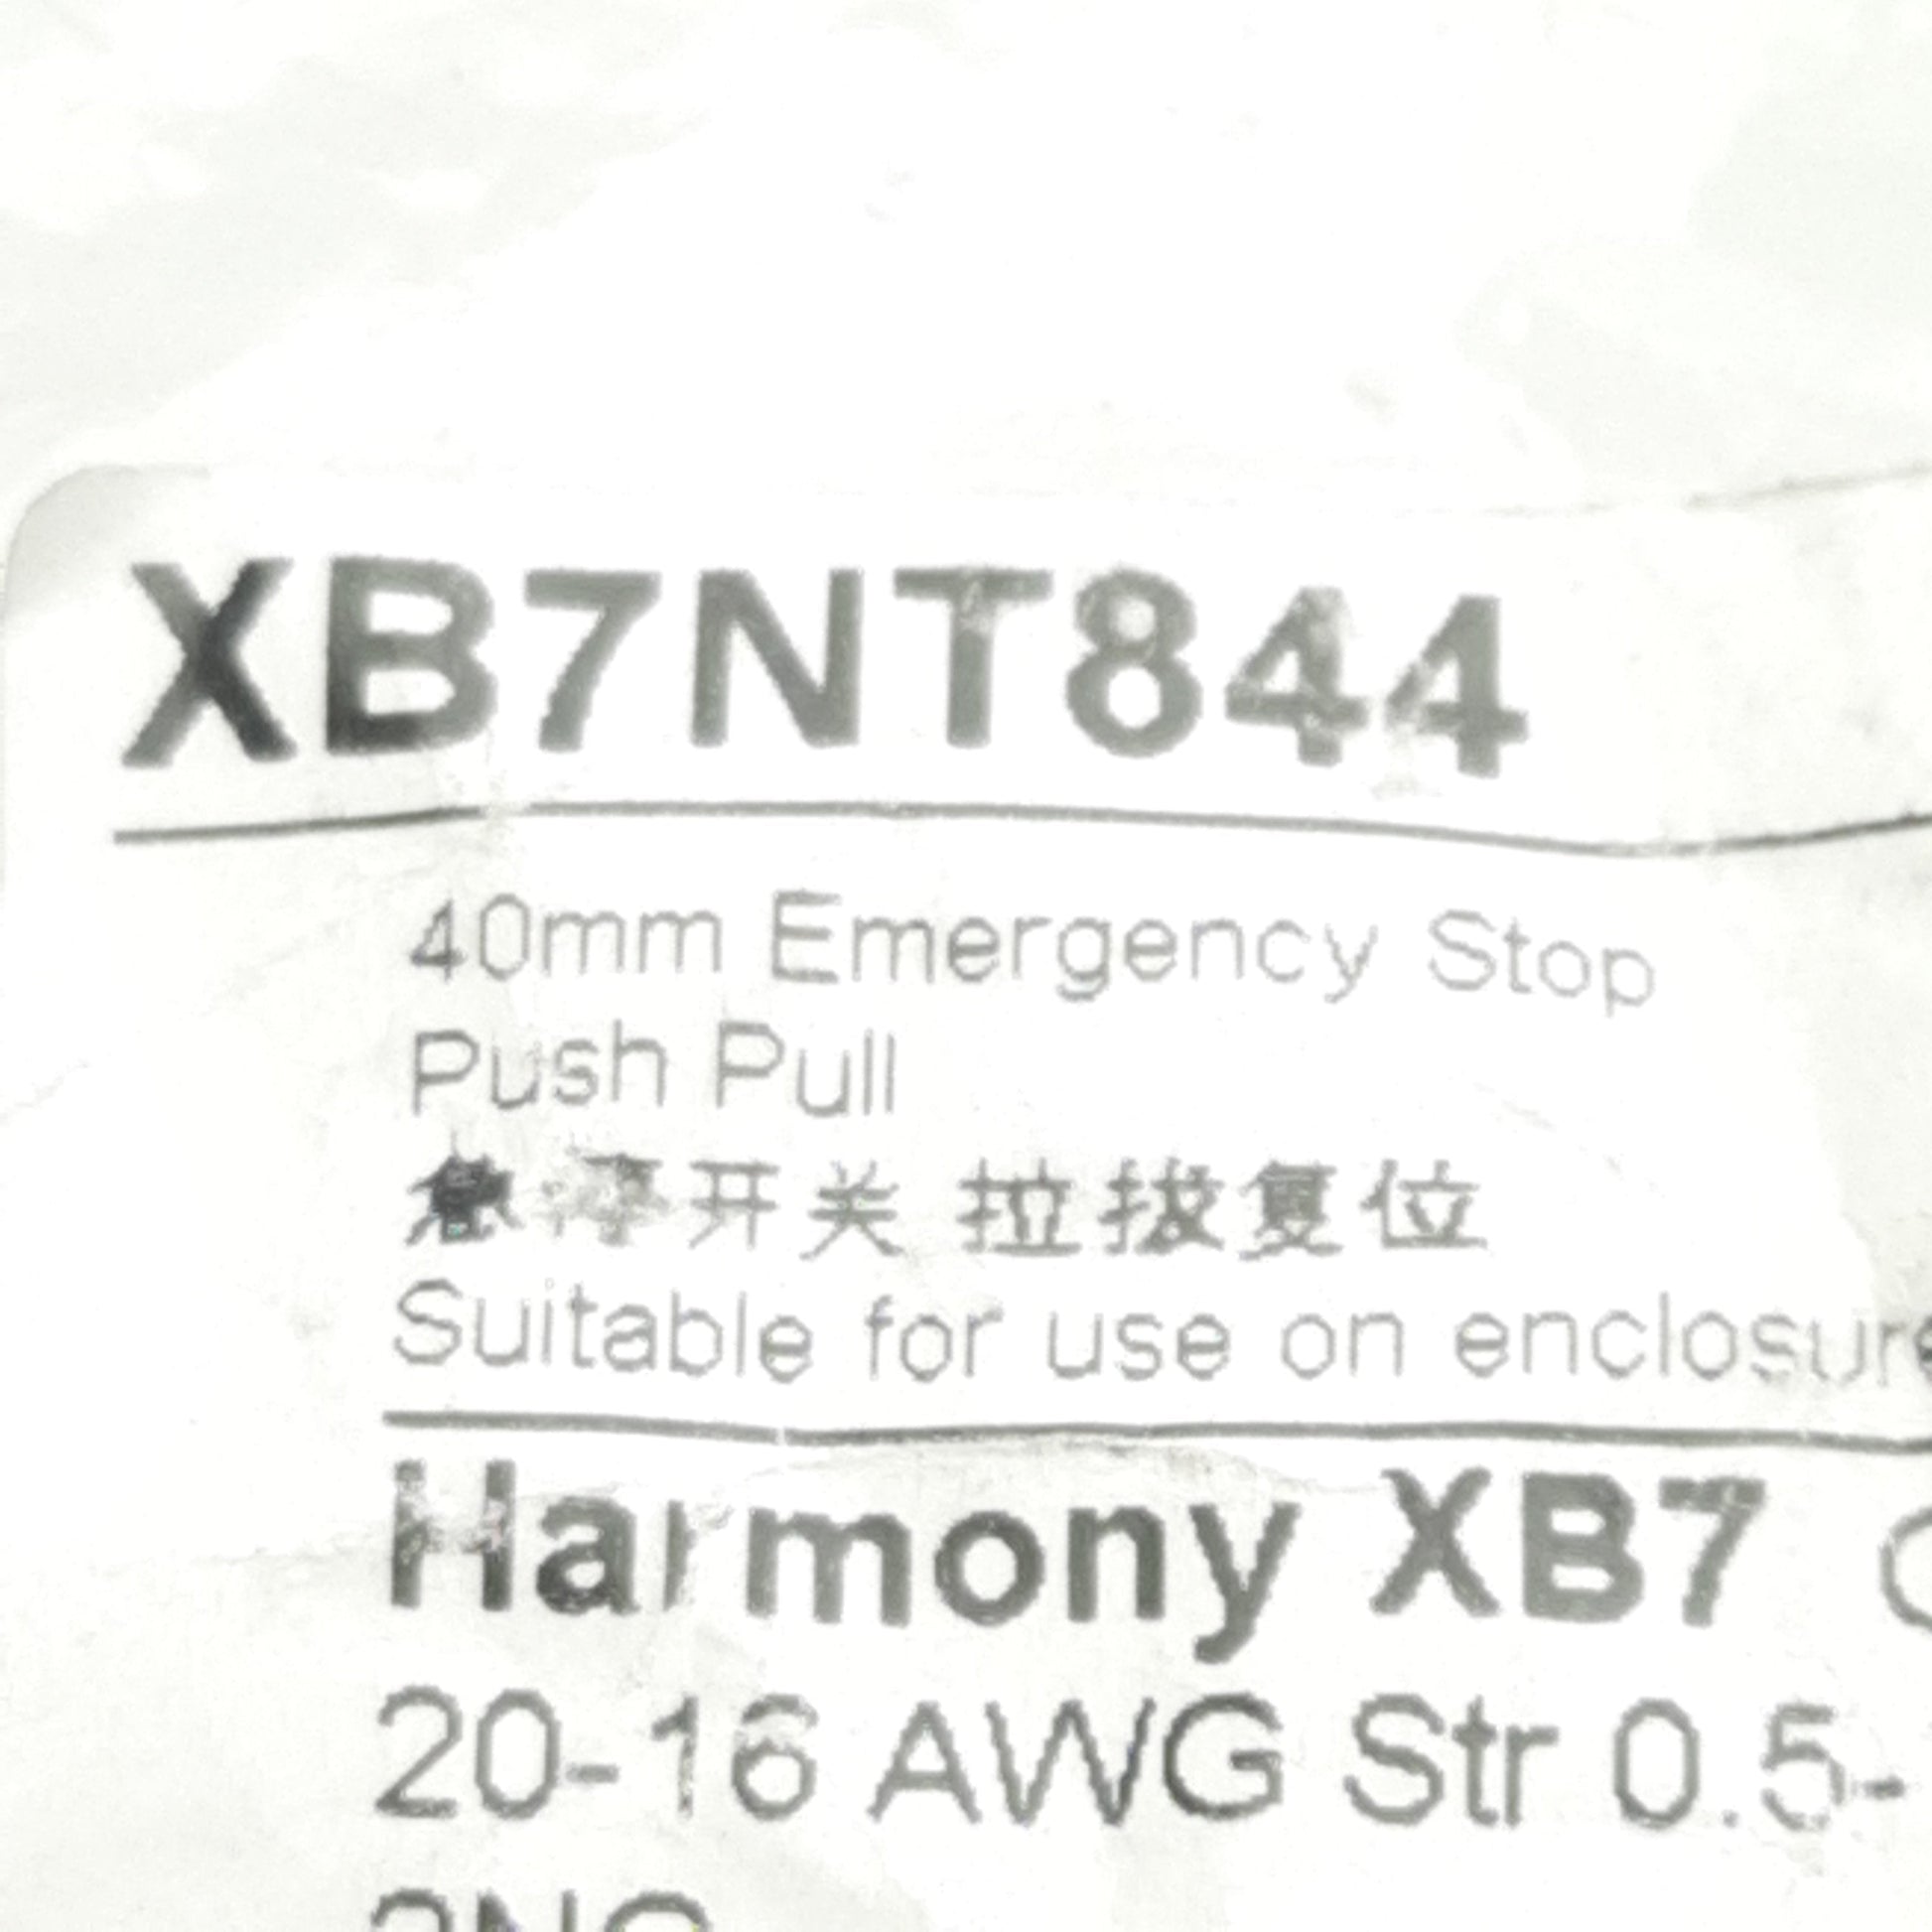 XB7NT844
40mm Emergency Stop
Push Pull
急停开关 拉拔复位
Suitable for use on enclosure
Harmony XB7
20-16 AWG Str 0.5-